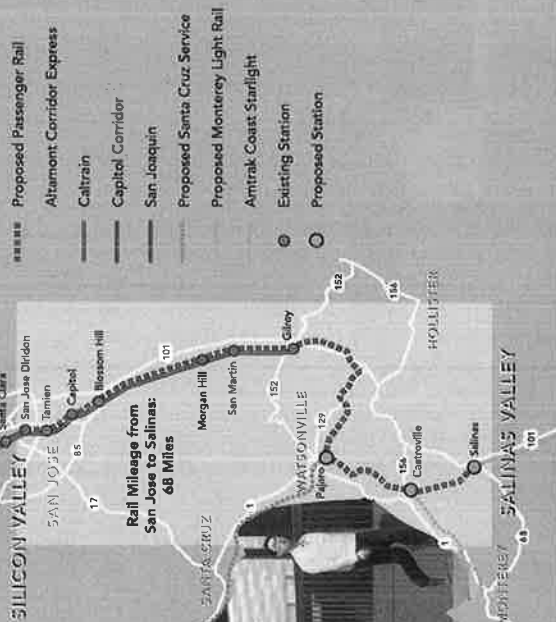 Proposed Passenger Rail
Altamont Corridor Express
Caltrain
Capitol Corridor
San Joaquin
Proposed Santa Cruz Service
Proposed Monterey Light Rail
Amtrak Coast Starlight
Existing Station
Proposed Station
SILICON VALLEY
Santa Clara
San Jose Diridon
Tamien
SAN JOSE
Capitol
85
Blossom Hill
17
101
Rail Mileage from
San Jose to Salinas:
68 Miles
Morgan Hill
San Martin
Gilroy
152
152
156
HOLLISTER
SANTA CRUZ
1
WATSONVILLE
129
Pajaro
156
Castroville
1
Salinas
MONTEREY
68
SALINAS VALLEY
101